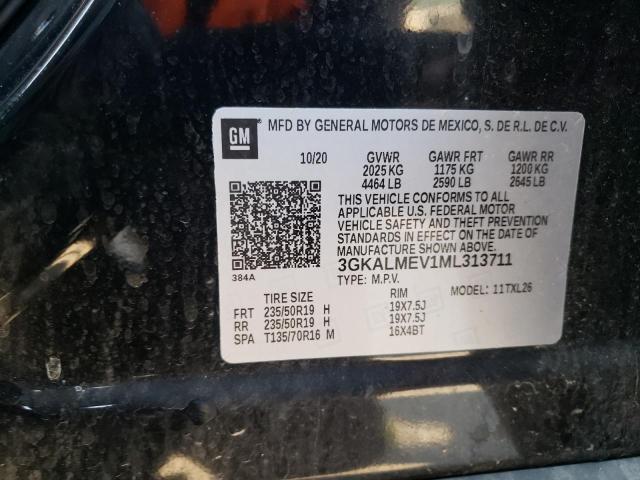 GM
MFD BY GENERAL MOTORS DE MEXICO, S. DE R.L. DE C.V.
10/20 GVWR GAWR FRT GAWR RR
2025 KG 1175 KG 1200 KG
4464 LB 2590 LB 2645 LB
THIS VEHICLE CONFORMS TO ALL
APPLICABLE U.S. FEDERAL MOTOR
VEHICLE SAFETY AND THEFT PREVENTION
STANDARDS IN EFFECT ON THE DATE OF
MANUFACTURE SHOWN ABOVE.
384A
3GKALMEV1ML313711
TYPE: M.P.V.
MODEL: 11TXL26
TIRE SIZE RIM
FRT 235/50R19 H 19X7.5J
RR 235/50R19 H 19X7.5J
SPA T135/70R16 M 16X4BT